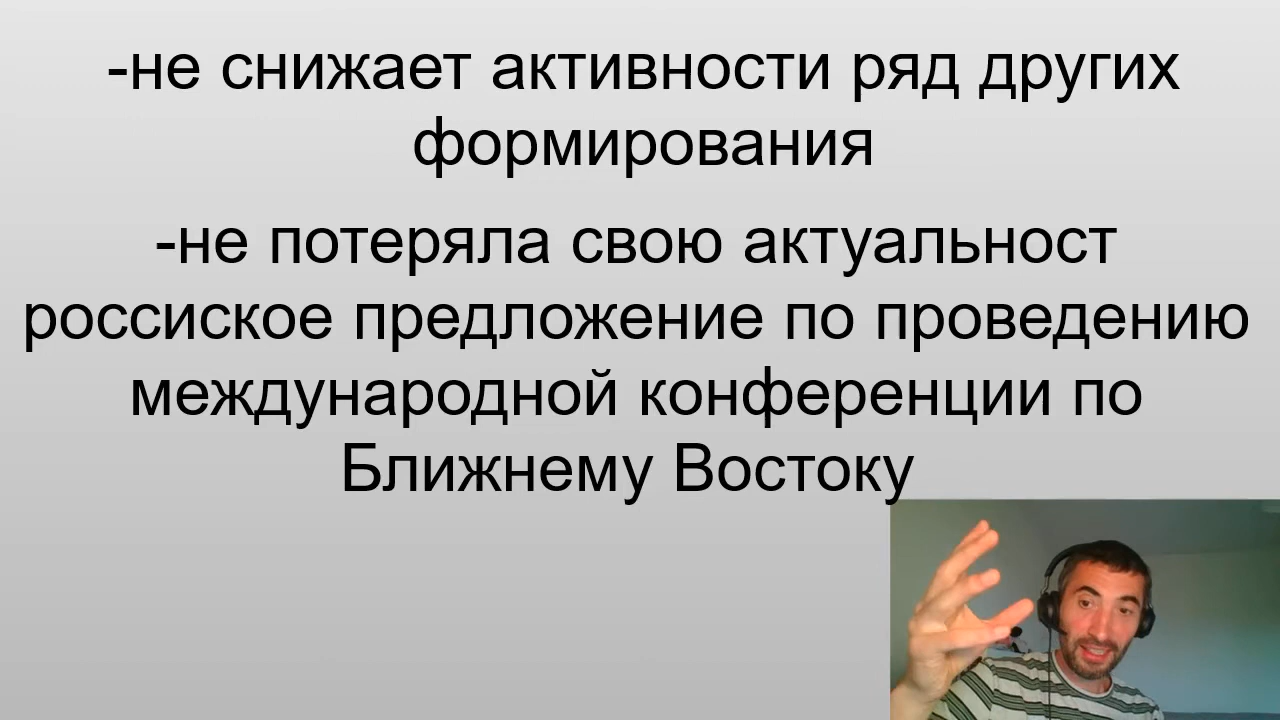 -не снижает активности ряд других
формирования
-не потеряла свою актуальност
россиское предложение по проведению
международной конференции по
Ближнему Востоку